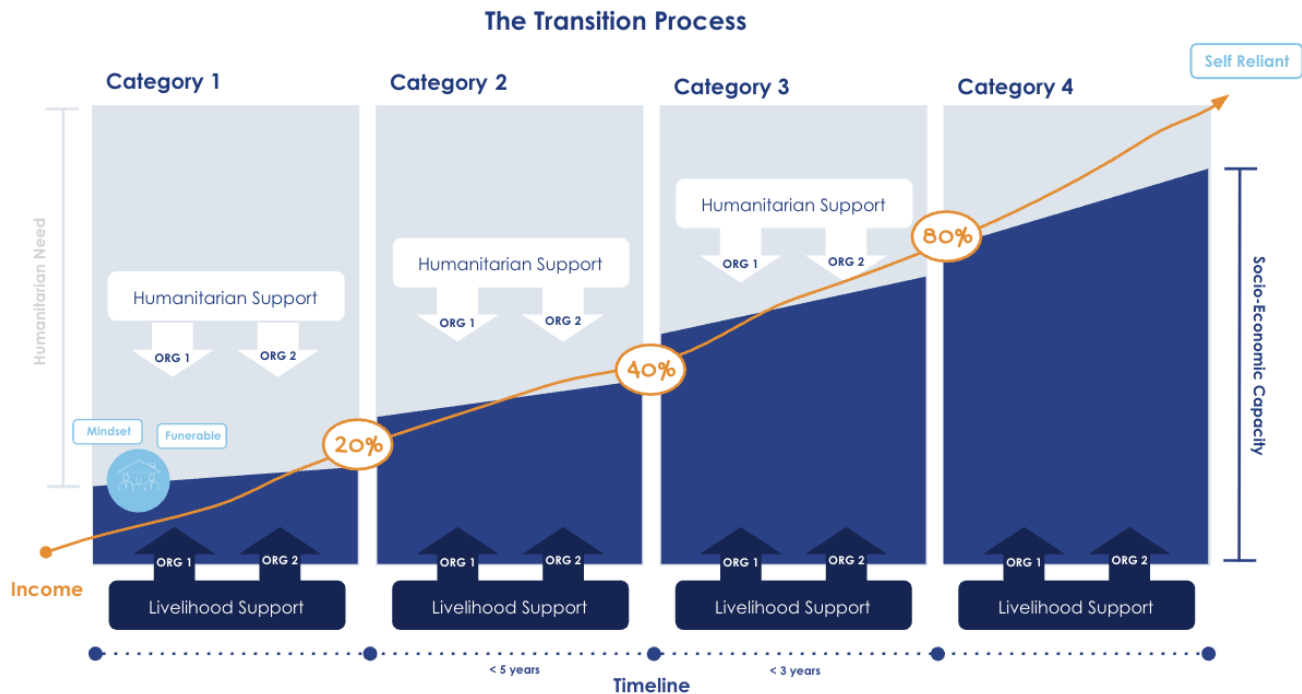 The Transition Process
Self Reliant
Category 1
Category 2
Category 3
Category 4
Humanitarian Need
Humanitarian Support
ORG 1
ORG 2
Humanitarian Support
ORG 1
ORG 2
Humanitarian Support
ORG 1
ORG 2
Mindset
Funerable
20%
40%
80%
Socio-Economic Capacity
Income
ORG 1
ORG 2
Livelihood Support
ORG 1
ORG 2
Livelihood Support
ORG 1
ORG 2
Livelihood Support
ORG 1
ORG 2
Livelihood Support
< 5 years
< 3 years
Timeline